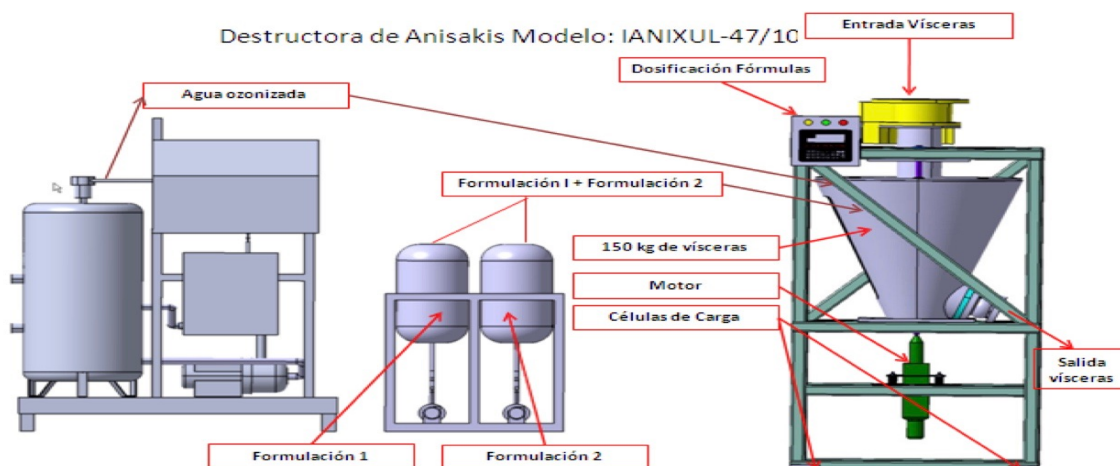 Destructora de Anisakis Modelo: IANIXUL-47/10
Entrada Vísceras
Dosificación Fórmulas
Agua ozonizada
Formulación I + Formulación 2
150 kg de vísceras
Motor
Células de Carga
Salida
vísceras
Formulación 1
Formulación 2